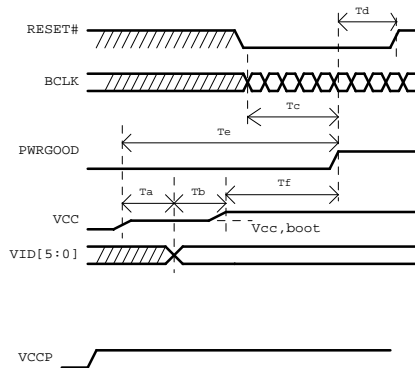 Td
RESET#
BCLK
Tc
Te
PWRGOOD
Ta
Tb
Tf
VCC
Vcc,boot
VID[5:0]
VCCP